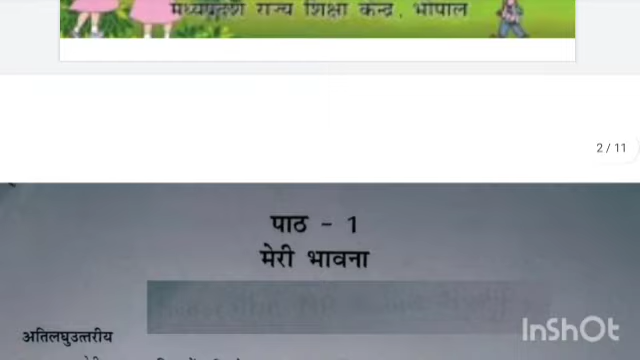 मध्यप्रदेश राज्य शिक्षा केन्द्र, भोपाल
2 / 11
पाठ - 1
मेरी भावना
अतिलघुउत्तरीय
InShOt